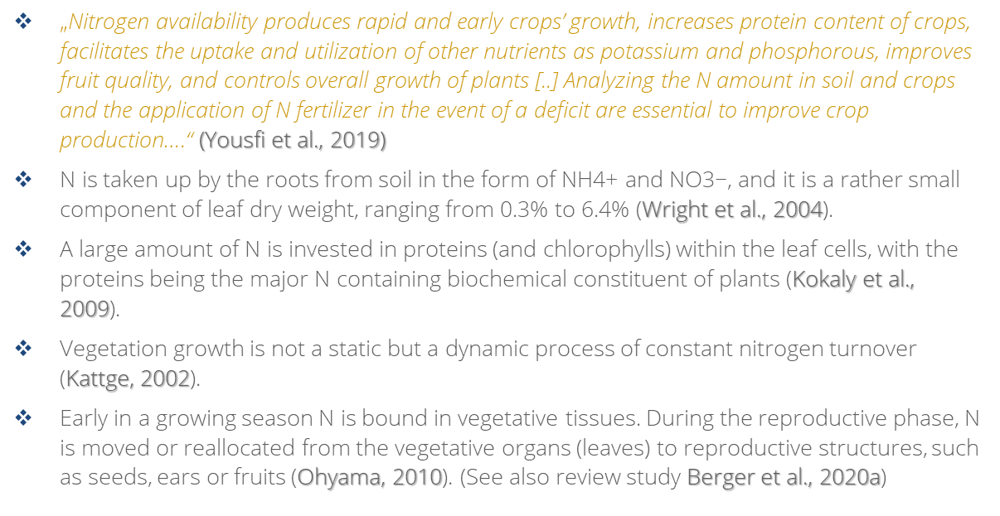 ❖ „Nitrogen availability produces rapid and early crops’ growth, increases protein content of crops,
facilitates the uptake and utilization of other nutrients as potassium and phosphorous, improves
fruit quality, and controls overall growth of plants [..] Analyzing the N amount in soil and crops
and the application of N fertilizer in the event of a deficit are essential to improve crop
production....“ (Yousfi et al., 2019)
❖ N is taken up by the roots from soil in the form of NH4+ and NO3−, and it is a rather small
component of leaf dry weight, ranging from 0.3% to 6.4% (Wright et al., 2004).
❖ A large amount of N is invested in proteins (and chlorophylls) within the leaf cells, with the
proteins being the major N containing biochemical constituent of plants (Kokaly et al.,
2009).
❖ Vegetation growth is not a static but a dynamic process of constant nitrogen turnover
(Kattge, 2002).
❖ Early in a growing season N is bound in vegetative tissues. During the reproductive phase, N
is moved or reallocated from the vegetative organs (leaves) to reproductive structures, such
as seeds, ears or fruits (Ohyama, 2010). (See also review study Berger et al., 2020a)